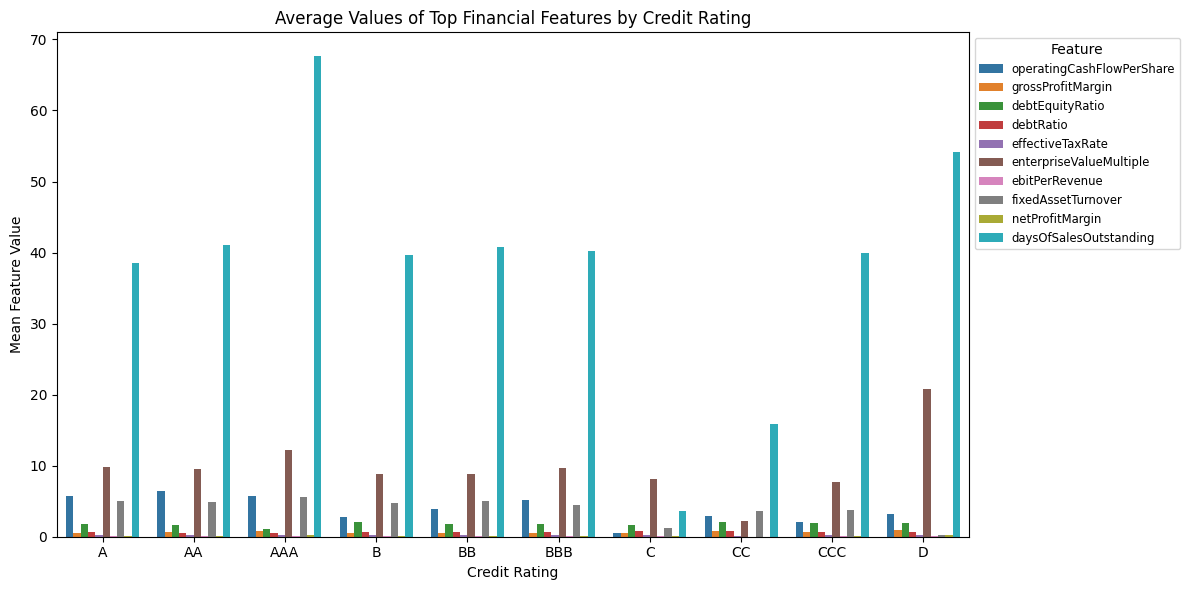 Average Values of Top Financial Features by Credit Rating
70
60
50
40
30
20
10
0
Mean Feature Value
A AA AAA B BB BBB C CC CCC D
Credit Rating
Feature
operatingCashFlowPerShare
grossProfitMargin
debtEquityRatio
debtRatio
effectiveTaxRate
enterpriseValueMultiple
ebitPerRevenue
fixedAssetTurnover
netProfitMargin
daysOfSalesOutstanding